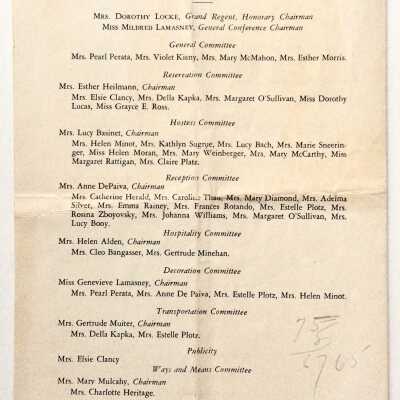 Mrs. Dorothy Locke, Grand Regent, Honorary Chairman
Miss Mildred Lamasney, General Conference Chairman
General Committee
Mrs. Pearl Perata, Mrs. Violet Kisny, Mrs. Mary McMahon, Mrs. Esther Morris.
Reservation Committee
Mrs. Esther Heilmann, Chairman
Mrs. Elsie Clancy, Mrs. Della Kapka, Mrs. Margaret O'Sullivan, Miss Dorothy
Lucas, Miss Grayce E. Ross.
Hostess Committee
Mrs. Lucy Basinet, Chairman
Mrs. Helen Minot, Mrs. Kathlyn Sugrue, Mrs. Lucy Bach, Mrs. Marie Sneerin-
ger, Miss Helen Moran, Mrs. Mary Weinberger, Mrs. Mary McCarthy, Miss
Margaret Rattigan, Mrs. Claire Platz.
Reception Committee
Mrs. Anne DePaiva, Chairman
Mrs. Catherine Herald, Mrs. Carolina Thau, Mrs. Mary Diamond, Mrs. Adelma
Silver, Mrs. Emma Rainey, Mrs. Frances Rotando, Mrs. Estelle Plotz, Mrs.
Rosina Zboyovsky, Mrs. Johanna Williams, Mrs. Margaret O'Sullivan, Mrs.
Lucy Bony.
Hospitality Committee
Mrs. Helen Alden, Chairman
Mrs. Cleo Bangasser, Mrs. Gertrude Minehan.
Decoration Committee
Miss Genevieve Lamasney, Chairman
Mrs. Pearl Perata, Mrs. Anne De Paiva, Mrs. Estelle Plotz, Mrs. Helen Minot.
Transportation Committee
Mrs. Gertrude Muiter, Chairman
Mrs. Della Kapka, Mrs. Estelle Plotz.
Publicity
Mrs. Elsie Clancy
Ways and Means Committee
Mrs. Mary Mulcahy, Chairman
Mrs. Charlotte Heritage.